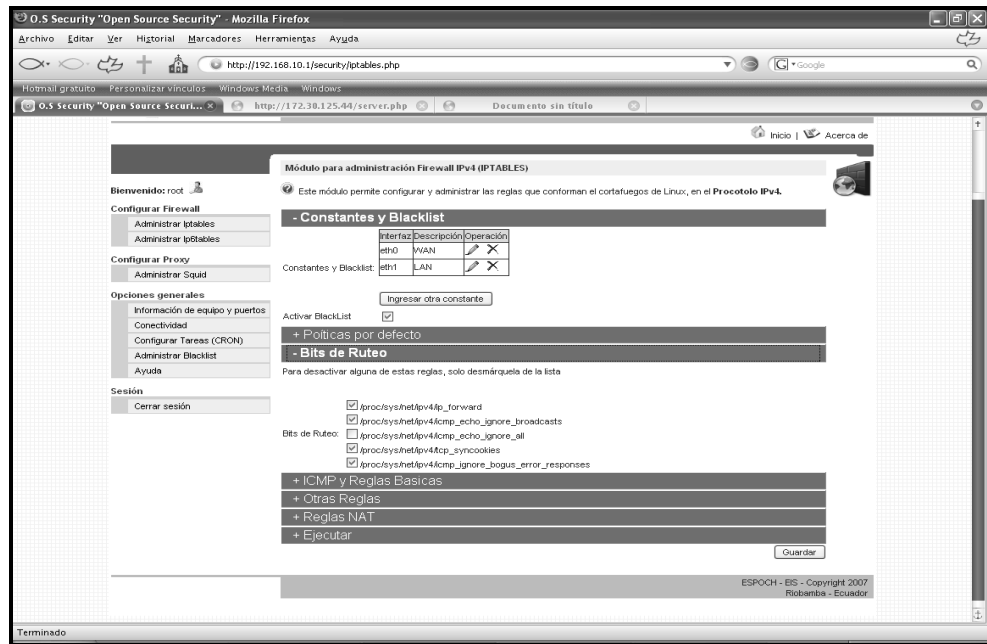 O.S Security "Open Source Security" - Mozilla Firefox
Archivo Editar Ver Historial Marcadores Herramientas Ayuda
http://192.168.10.1/security/iptables.php
G Google
Hotmail gratuito Personalizar vínculos Windows Media Windows
O.S Security "Open Source Securi... http://172.30.125.44/server.php Documento sin título
Inicio | Acerca de
Módulo para administración Firewall IPv4 (IPTABLES)
Bienvenido: root
Este módulo permite configurar y administrar las reglas que conforman el cortafuegos de Linux, en el Procotolo IPv4.
Configurar Firewall
Administrar Iptables
Administrar Ip6tables
Configurar Proxy
Administrar Squid
Opciones generales
Información de equipo y puertos
Conectividad
Configurar Tareas (CRON)
Administrar Blacklist
Ayuda
Sesión
Cerrar sesión
- Constantes y Blacklist
Interfaz Descripción Operación
eth0 WAN
Constantes y Blacklist: eth1 LAN
Ingresar otra constante
Activar BlackList
+ Poiticas por defecto
- Bits de Ruteo
Para desactivar alguna de estas reglas, solo desmárquela de la lista
/proc/sys/net/ipv4/ip_forward
/proc/sys/net/ipv4/icmp_echo_ignore_broadcasts
Bits de Ruteo: /proc/sys/net/ipv4/icmp_echo_ignore_all
/proc/sys/net/ipv4/tcp_syncookies
/proc/sys/net/ipv4/icmp_ignore_bogus_error_responses
+ ICMP y Reglas Basicas
+ Otras Reglas
+ Reglas NAT
+ Ejecutar
Guardar
ESPOCH - EIS - Copyright 2007
Riobamba - Ecuador
Terminado